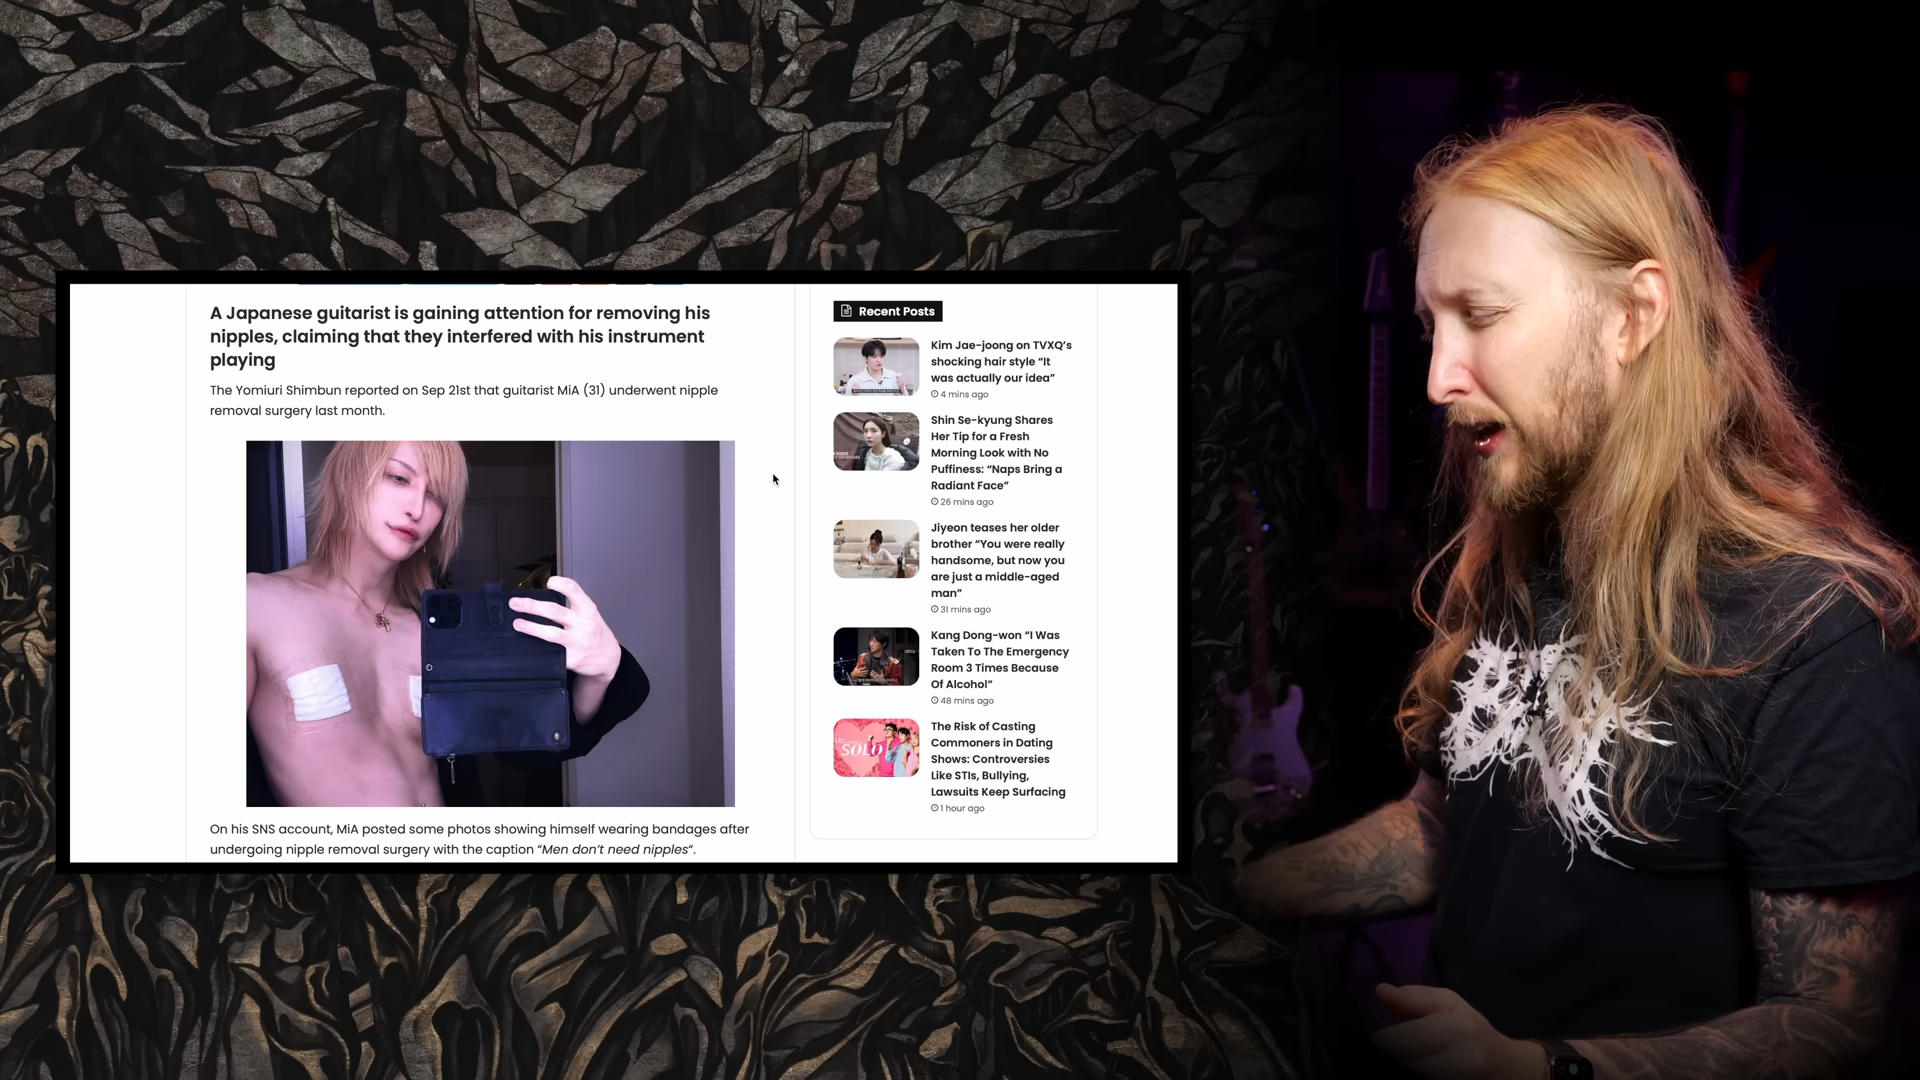 A Japanese guitarist is gaining attention for removing his
nipples, claiming that they interfered with his instrument
playing
The Yomiuri Shimbun reported on Sep 21st that guitarist MiA (31) underwent nipple
removal surgery last month.
On his SNS account, MiA posted some photos showing himself wearing bandages after
undergoing nipple removal surgery with the caption “Men don’t need nipples“.
Recent Posts
Kim Jae-joong on TVXQ’s
shocking hair style “It
was actually our idea”
4 mins ago
Shin Se-kyung Shares
Her Tip for a Fresh
Morning Look with No
Puffiness: “Naps Bring a
Radiant Face”
26 mins ago
Jiyeon teases her older
brother “You were really
handsome, but now you
are just a middle-aged
man”
31 mins ago
Kang Dong-won “I Was
Taken To The Emergency
Room 3 Times Because
Of Alcohol”
48 mins ago
SOLO
The Risk of Casting
Commoners in Dating
Shows: Controversies
Like STIs, Bullying,
Lawsuits Keep Surfacing
1 hour ago